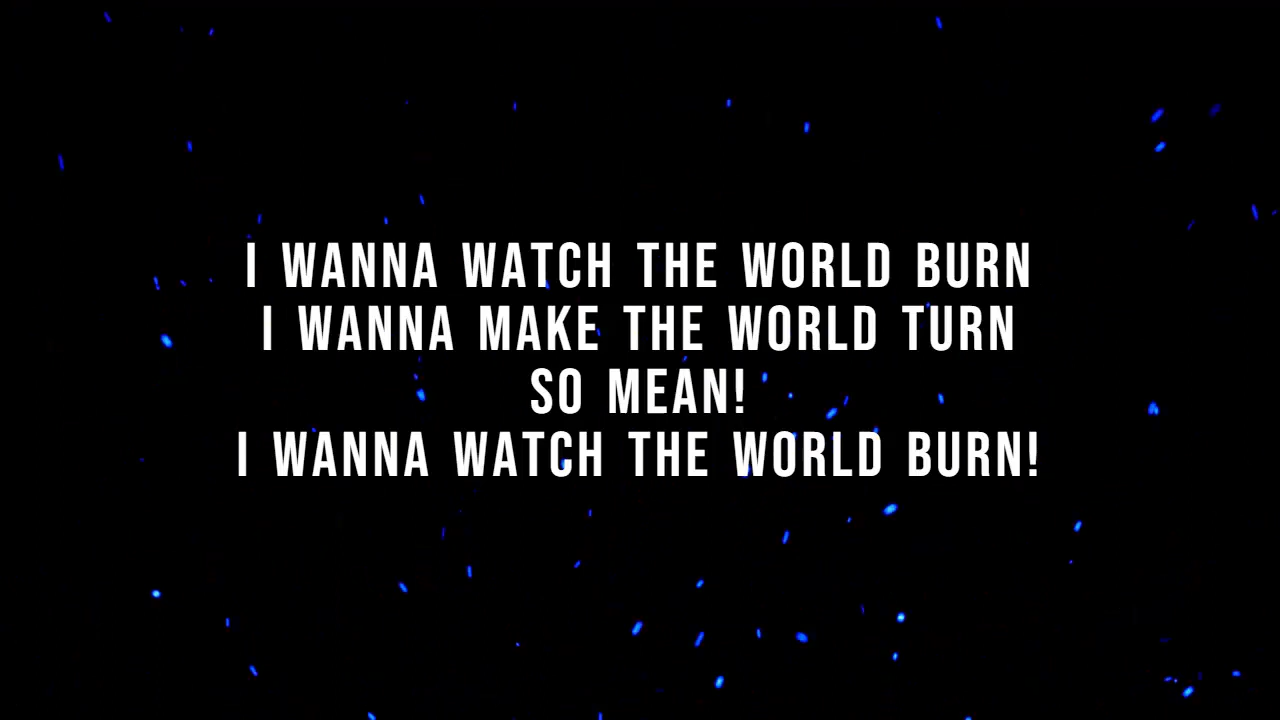 I WANNA WATCH THE WORLD BURN
I WANNA MAKE THE WORLD TURN
SO MEAN!
I WANNA WATCH THE WORLD BURN!